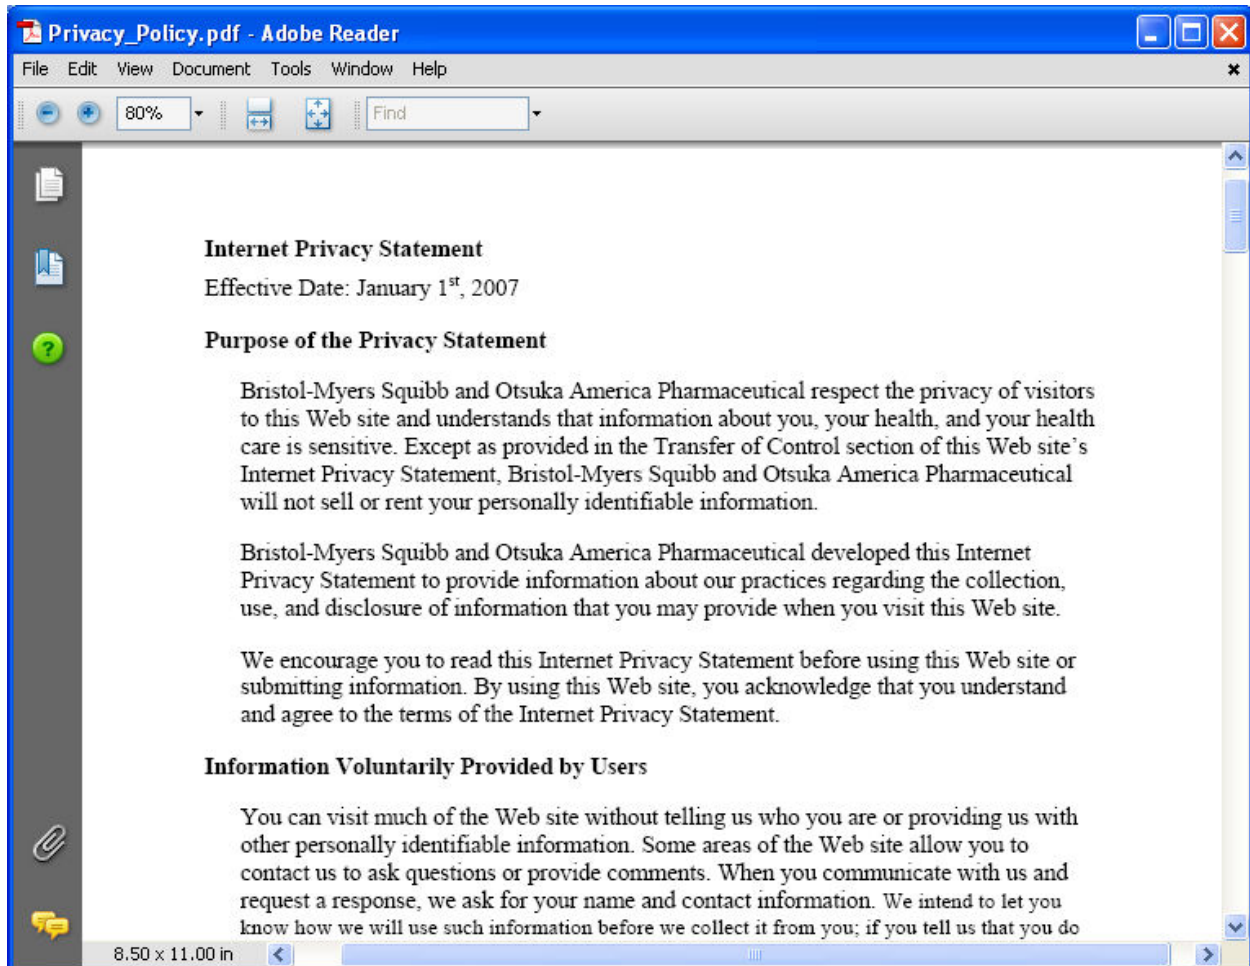 Privacy_Policy.pdf - Adobe Reader
File Edit View Document Tools Window Help
80% Find
Internet Privacy Statement
Effective Date: January 1st, 2007
Purpose of the Privacy Statement
Bristol-Myers Squibb and Otsuka America Pharmaceutical respect the privacy of visitors
to this Web site and understands that information about you, your health, and your health
care is sensitive. Except as provided in the Transfer of Control section of this Web site's
Internet Privacy Statement, Bristol-Myers Squibb and Otsuka America Pharmaceutical
will not sell or rent your personally identifiable information.
Bristol-Myers Squibb and Otsuka America Pharmaceutical developed this Internet
Privacy Statement to provide information about our practices regarding the collection,
use, and disclosure of information that you may provide when you visit this Web site.
We encourage you to read this Internet Privacy Statement before using this Web site or
submitting information. By using this Web site, you acknowledge that you understand
and agree to the terms of the Internet Privacy Statement.
Information Voluntarily Provided by Users
You can visit much of the Web site without telling us who you are or providing us with
other personally identifiable information. Some areas of the Web site allow you to
contact us to ask questions or provide comments. When you communicate with us and
request a response, we ask for your name and contact information. We intend to let you
know how we will use such information before we collect it from you; if you tell us that you do
8.50 x 11.00 in